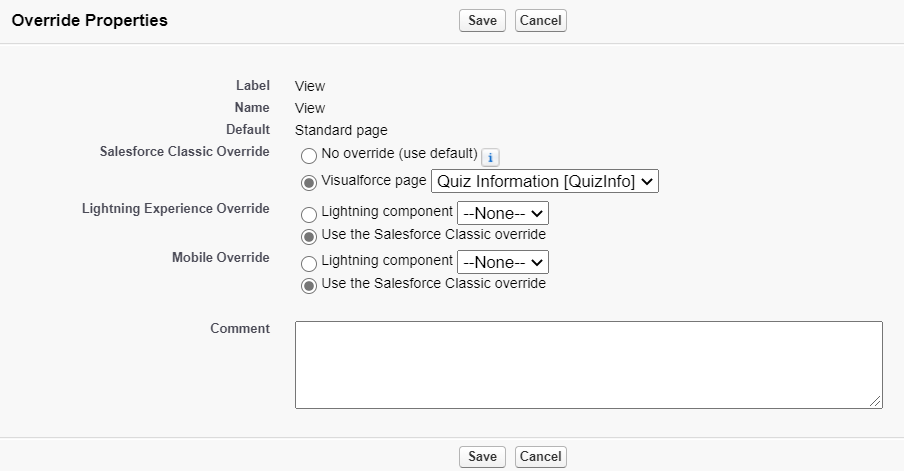 Override Properties Save Cancel
Label View
Name View
Default Standard page
Salesforce Classic Override No override (use default) i
Visualforce page Quiz Information [QuizInfo]
Lightning Experience Override Lightning component --None--
Use the Salesforce Classic override
Mobile Override Lightning component --None--
Use the Salesforce Classic override
Comment
Save Cancel